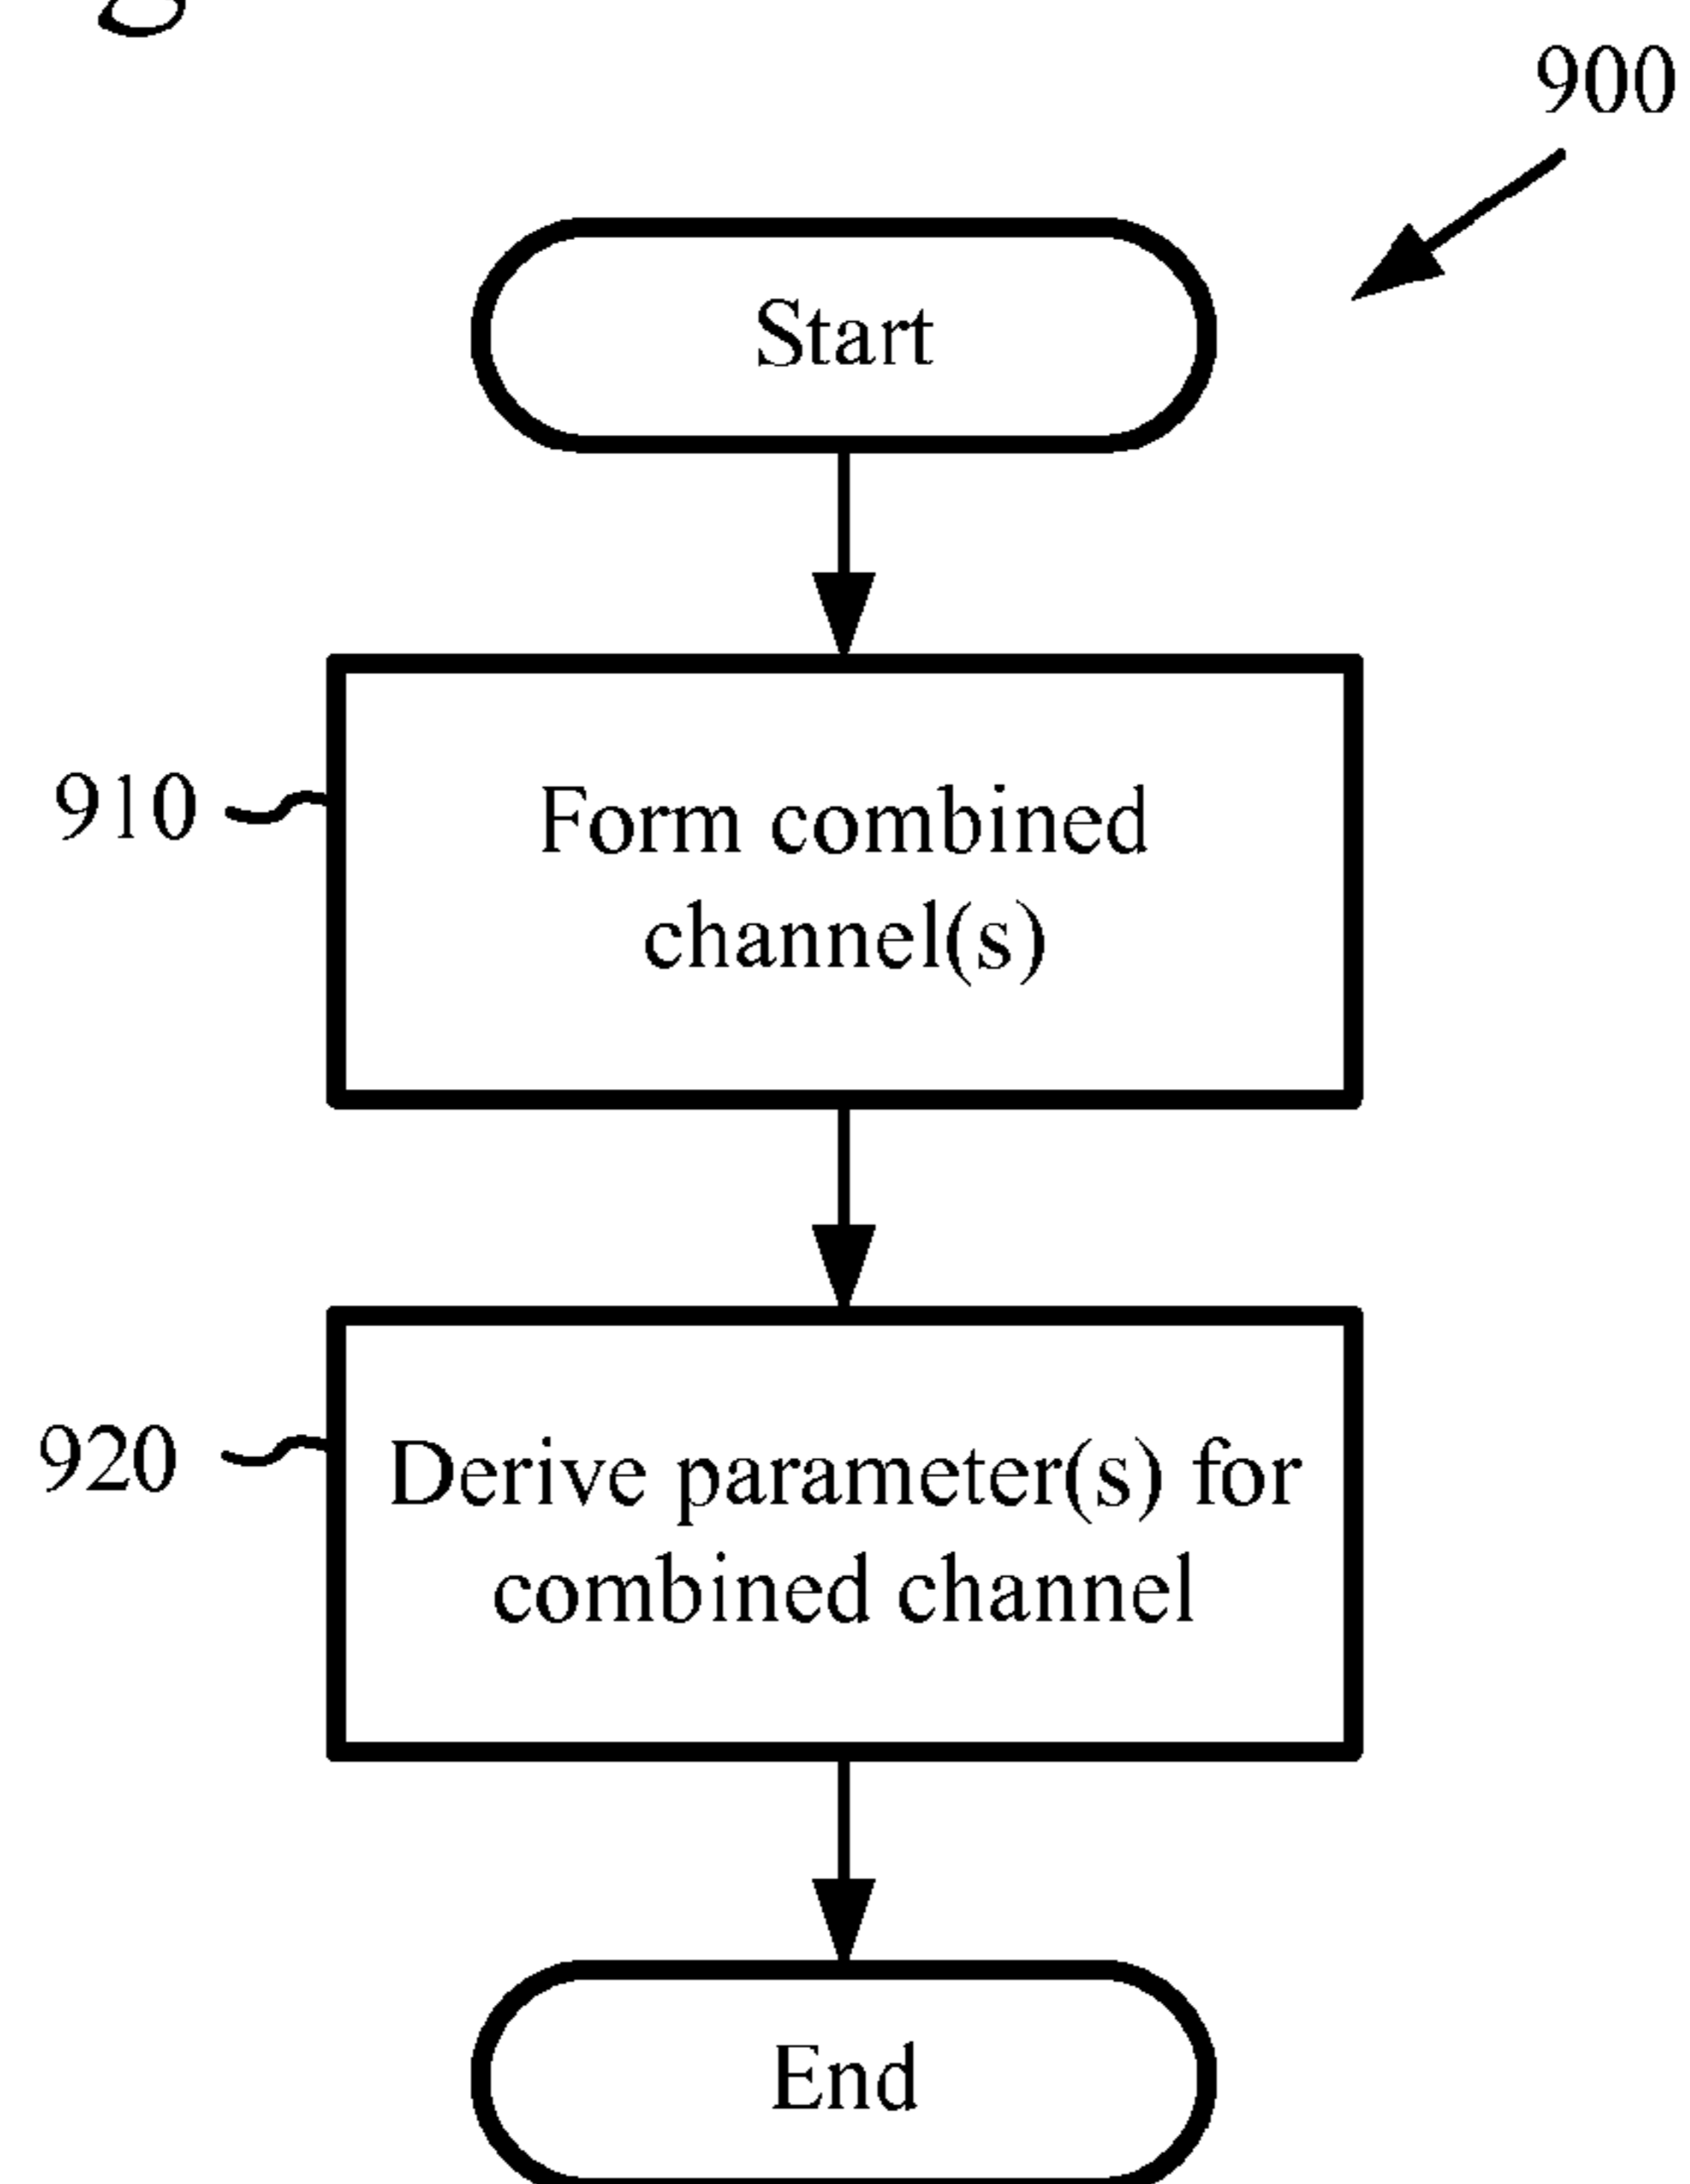 900
Start
910
Form combined
channel(s)
920
Derive parameter(s) for
combined channel
End